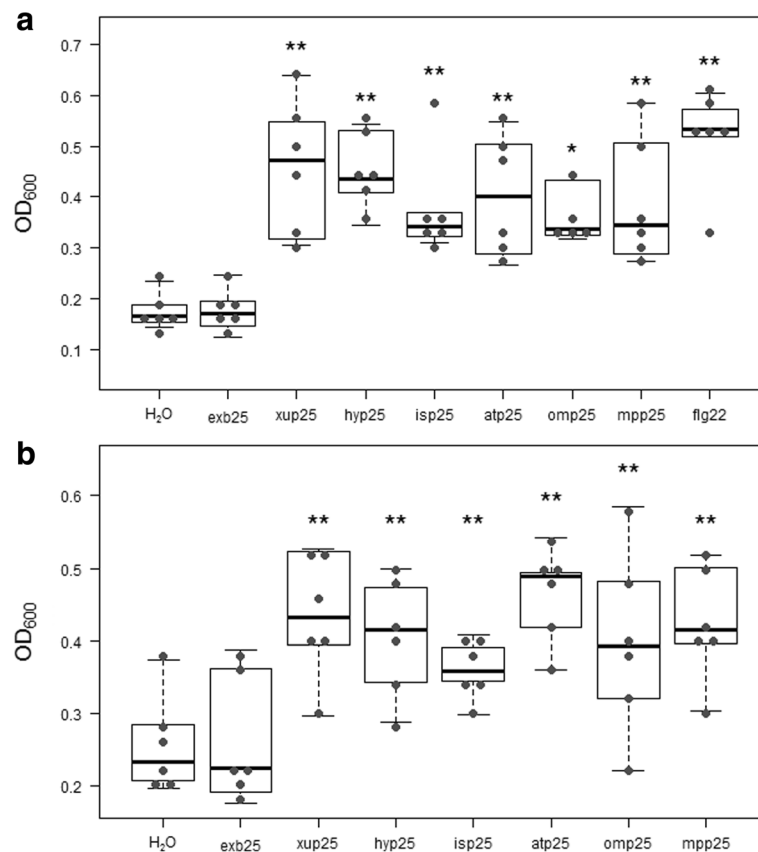 a
** ** ** ** * ** **
OD600
0.7
0.6
0.5
0.4
0.3
0.2
0.1
H2O exb25 xup25 hyp25 isp25 atp25 omp25 mpp25 flg22
b
** ** ** ** ** **
OD600
0.6
0.5
0.4
0.3
0.2
H2O exb25 xup25 hyp25 isp25 atp25 omp25 mpp25